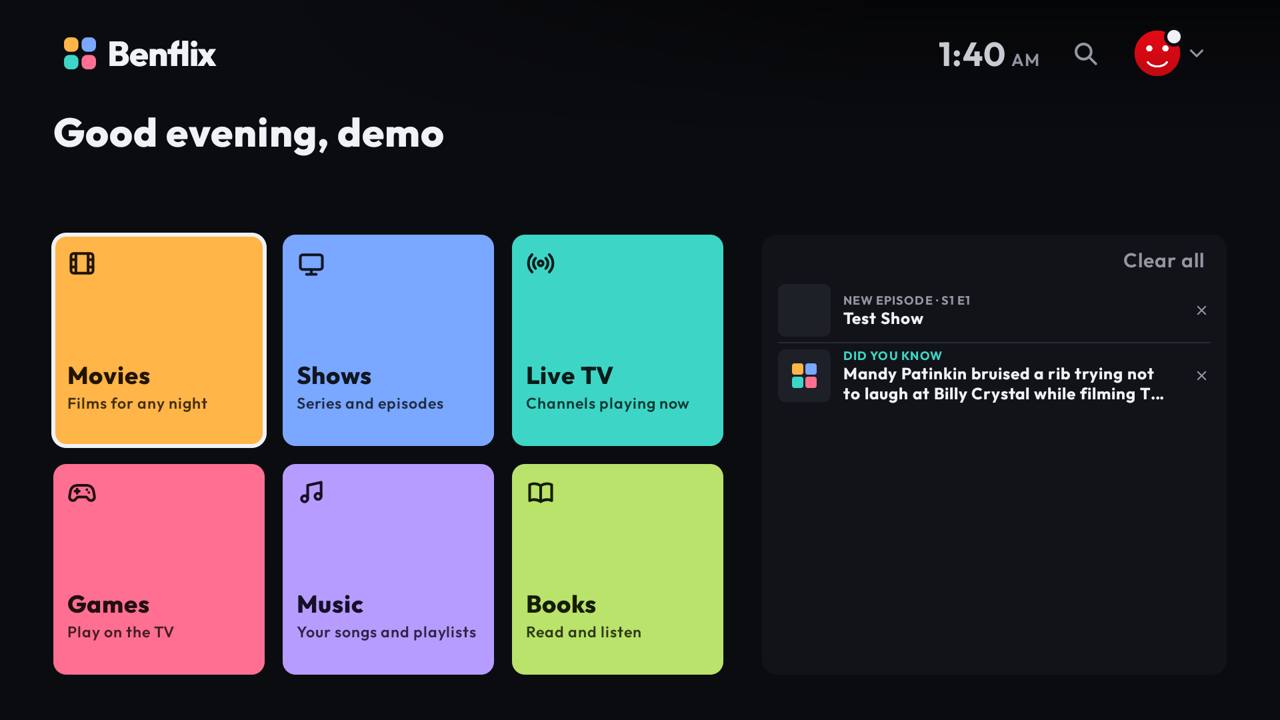 Benflix
1:40 AM
Good evening, demo
Movies
Films for any night
Shows
Series and episodes
Live TV
Channels playing now
Games
Play on the TV
Music
Your songs and playlists
Books
Read and listen
Clear all
NEW EPISODE · S1 E1
Test Show
DID YOU KNOW
Mandy Patinkin bruised a rib trying not
to laugh at Billy Crystal while filming T...